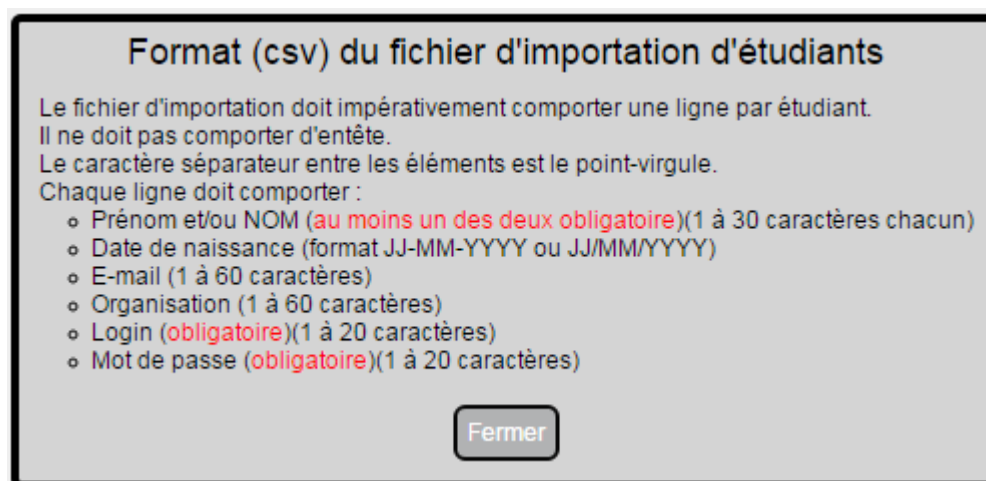 Format (csv) du fichier d'importation d'étudiants
Le fichier d'importation doit impérativement comporter une ligne par étudiant.
Il ne doit pas comporter d'entête.
Le caractère séparateur entre les éléments est le point-virgule.
Chaque ligne doit comporter :
Prénom et/ou NOM (au moins un des deux obligatoire)(1 à 30 caractères chacun)
Date de naissance (format JJ-MM-YYYY ou JJ/MM/YYYY)
E-mail (1 à 60 caractères)
Organisation (1 à 60 caractères)
Login (obligatoire)(1 à 20 caractères)
Mot de passe (obligatoire)(1 à 20 caractères)
Fermer